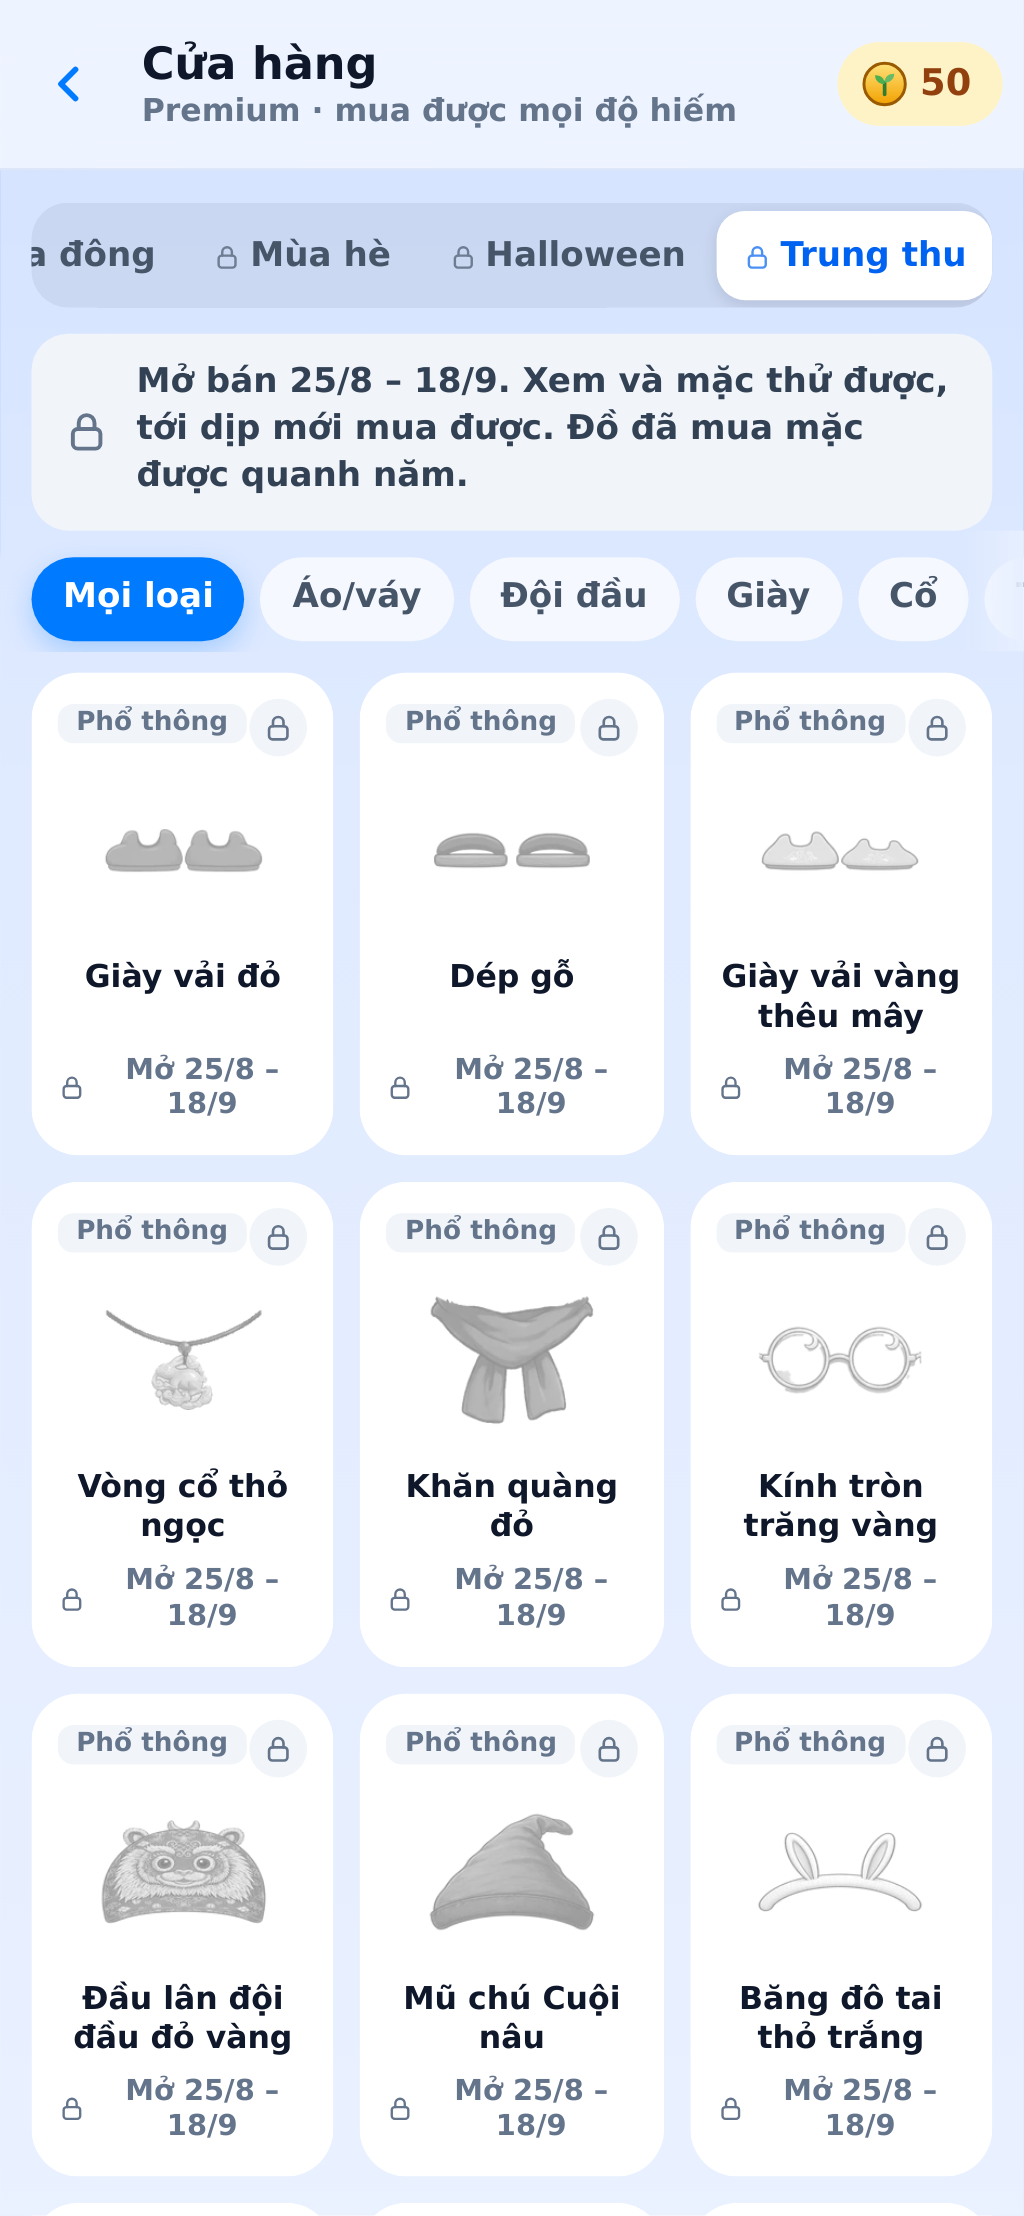 Cửa hàng
Premium · mua được mọi độ hiếm
50
a đông
Mùa hè
Halloween
Trung thu
Mở bán 25/8 – 18/9. Xem và mặc thử được,
tới dịp mới mua được. Đồ đã mua mặc
được quanh năm.
Mọi loại
Áo/váy
Đội đầu
Giày
Cổ
Phổ thông
Phổ thông
Phổ thông
Giày vải đỏ
Dép gỗ
Giày vải vàng
thêu mây
Mở 25/8 –
18/9
Mở 25/8 –
18/9
Mở 25/8 –
18/9
Phổ thông
Phổ thông
Phổ thông
Vòng cổ thỏ
ngọc
Khăn quàng
đỏ
Kính tròn
trăng vàng
Mở 25/8 –
18/9
Mở 25/8 –
18/9
Mở 25/8 –
18/9
Phổ thông
Phổ thông
Phổ thông
Đầu lân đội
đầu đỏ vàng
Mũ chú Cuội
nâu
Băng đô tai
thỏ trắng
Mở 25/8 –
18/9
Mở 25/8 –
18/9
Mở 25/8 –
18/9